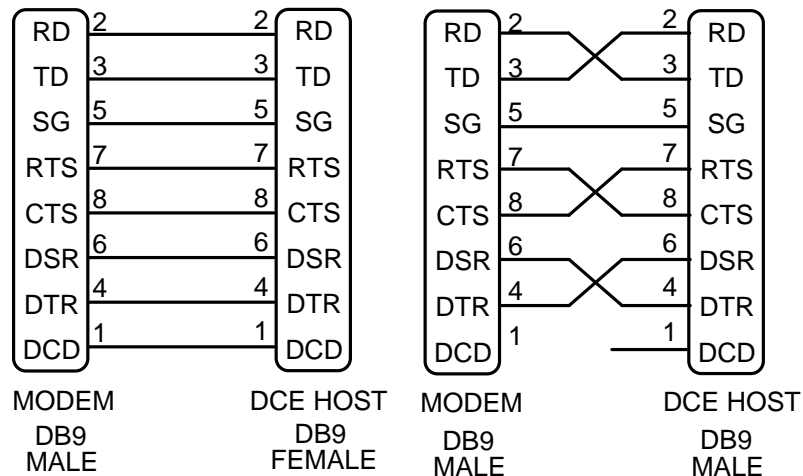 RD 2 2 RD
TD 3 3 TD
SG 5 5 SG
RTS 7 7 RTS
CTS 8 8 CTS
DSR 6 6 DSR
DTR 4 4 DTR
DCD 1 1 DCD
MODEM DCE HOST
DB9 DB9
MALE FEMALE
RD 2 2 RD
TD 3 3 TD
SG 5 5 SG
RTS 7 7 RTS
CTS 8 8 CTS
DSR 6 6 DSR
DTR 4 4 DTR
DCD 1 1 DCD
MODEM DCE HOST
DB9 DB9
MALE MALE